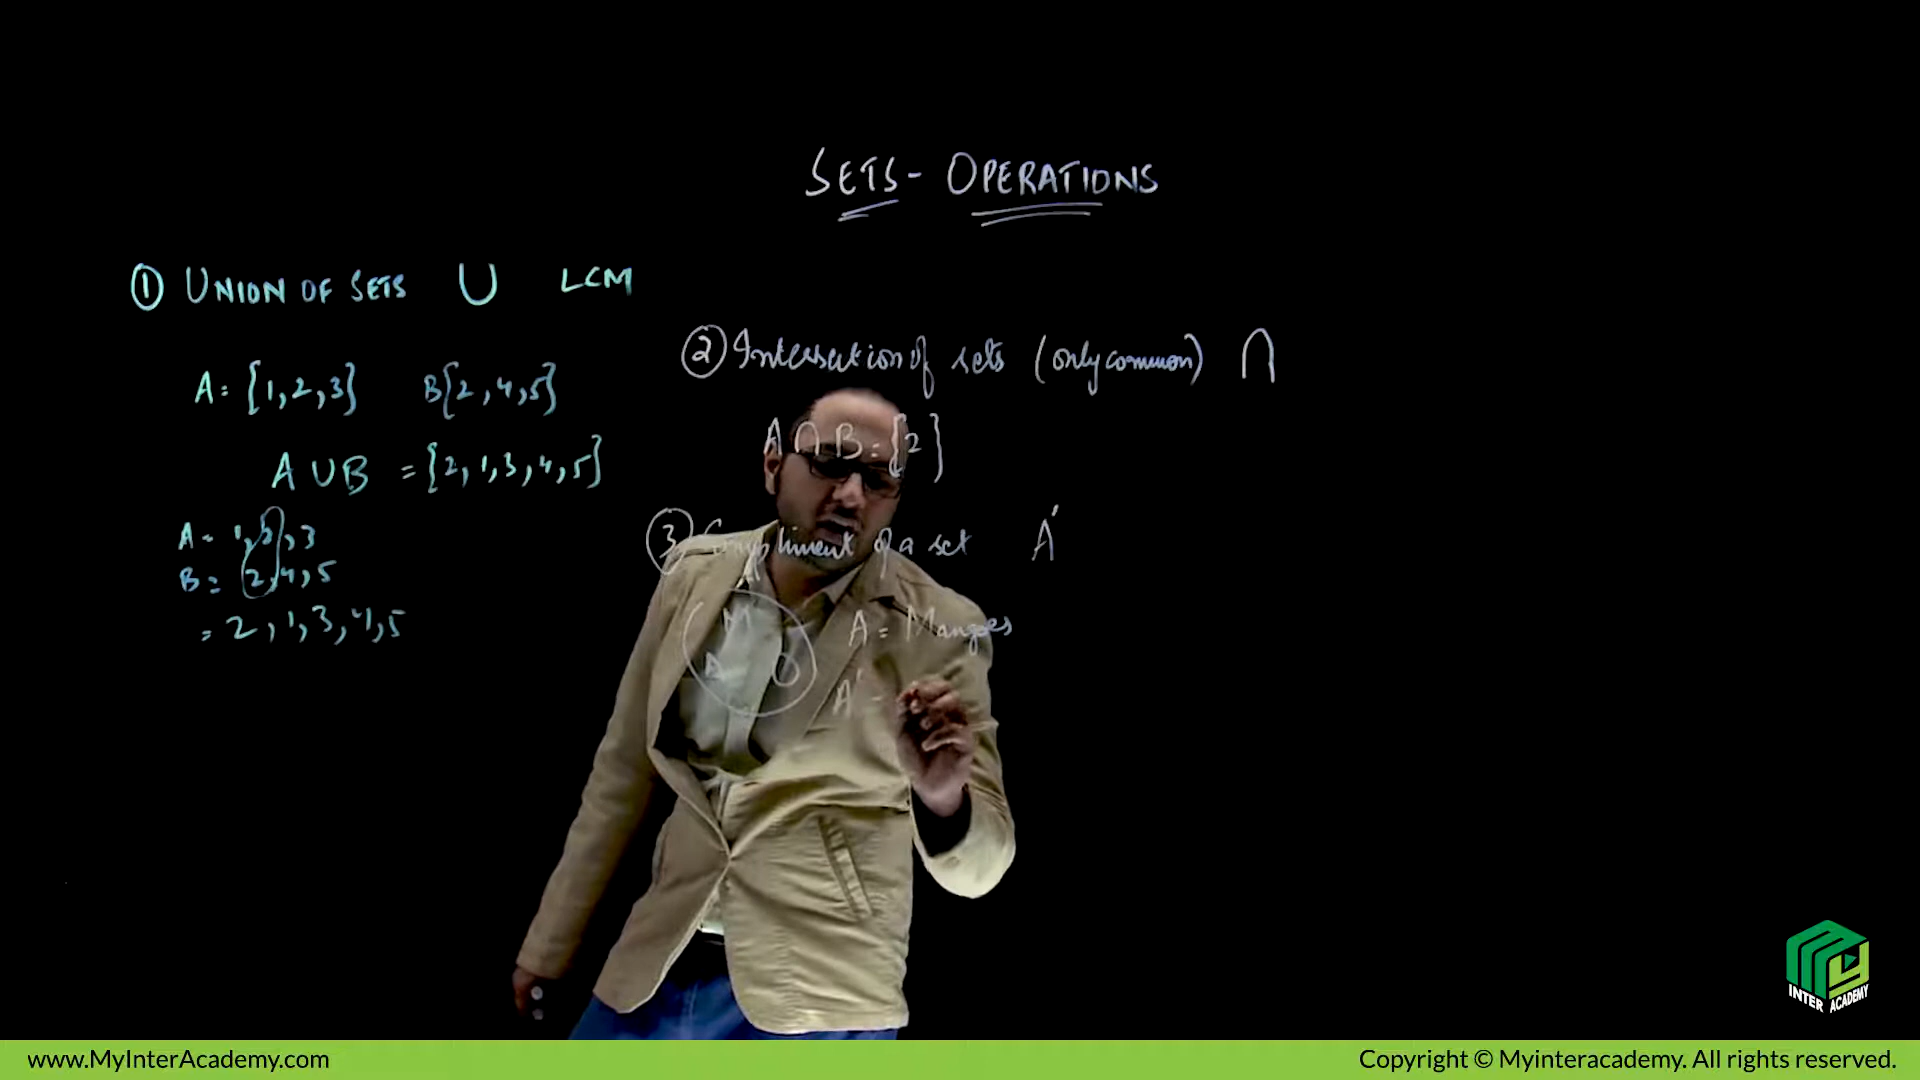 SETS - OPERATIONS
① UNION OF SETS ∪ LCM
A = {1, 2, 3} B{2, 4, 5}
A ∪ B = {2, 1, 3, 4, 5}
A = 1, 2, 3
B = 2, 4, 5
= 2, 1, 3, 4, 5
② Intersection of sets (only common) ∩
A ∩ B = {2}
③ Compliment of a set A'
M
A O
A = Mangoes
A' =
MY
INTER ACADEMY
www.MyInterAcademy.com
Copyright © Myinteracademy. All rights reserved.